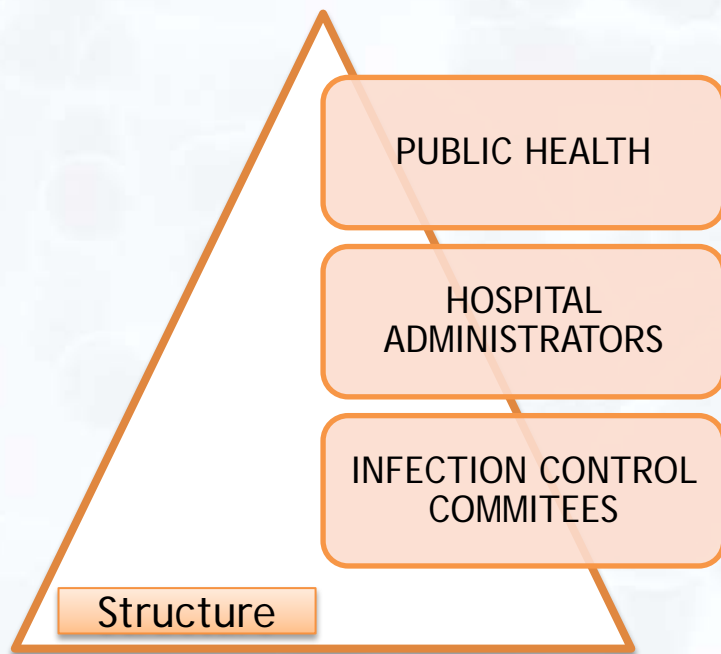 PUBLIC HEALTH
HOSPITAL
ADMINISTRATORS
INFECTION CONTROL
COMMITEES
Structure